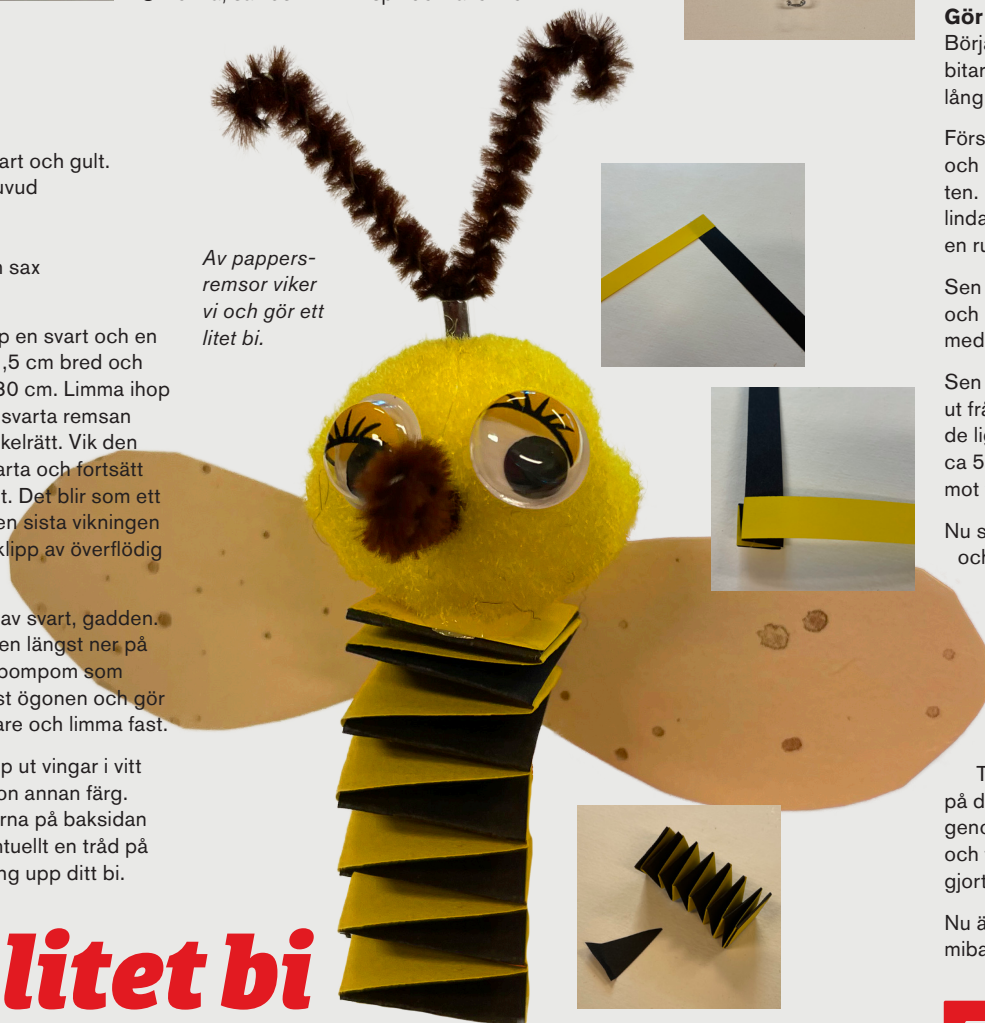 art och gult.
uvud
sax
p en svart och en
,5 cm bred och
30 cm. Limma ihop
svarta remsan
kelrätt. Vik den
arta och fortsätt
t. Det blir som ett
en sista vikningen
klipp av överflödig
av svart, gadden.
en längst ner på
pompom som
st ögonen och gör
are och limma fast.
p ut vingar i vitt
on annan färg.
rna på baksidan
ntuellt en tråd på
ng upp ditt bi.
Av pappers-
remsor viker
vi och gör ett
litet bi.
litet bi
Gör
Börja
bitar
lång
Förs
och
ten.
linda
en ru
Sen
och
med
Sen
ut frå
de lig
ca 5
mot
Nu s
och
T
på d
geno
och
gjort
Nu ä
miba